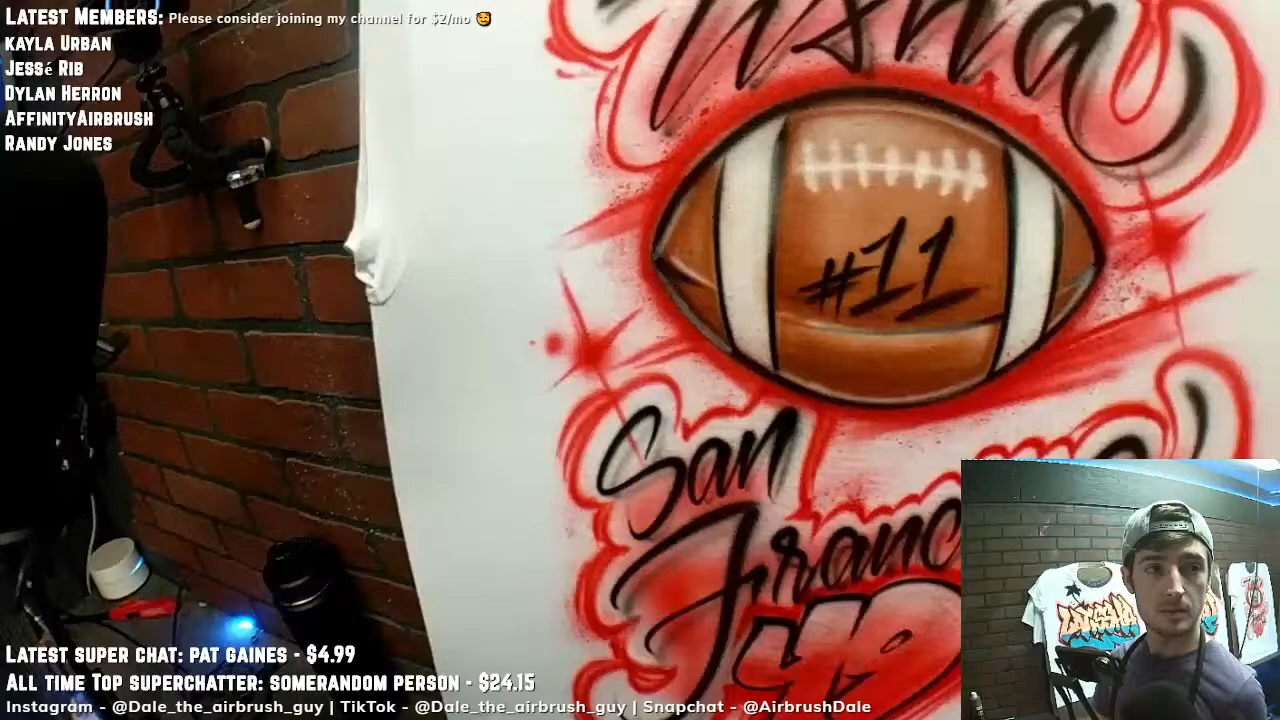 LATEST MEMBERS: Please consider joining my channel for $2/mo
KAYLA URBAN
JESSé RIB
DYLAN HERRON
AFFINITYAIRBRUSH
RANDY JONES
#11
San
Franc
49
LATEST SUPER CHAT: PAT GAINES - $4.99
ALL TIME TOP SUPERCHATTER: SOMERANDOM PERSON - $24.15
Instagram - @Dale_the_airbrush_guy | TikTok - @Dale_the_airbrush_guy | Snapchat - @AirbrushDale